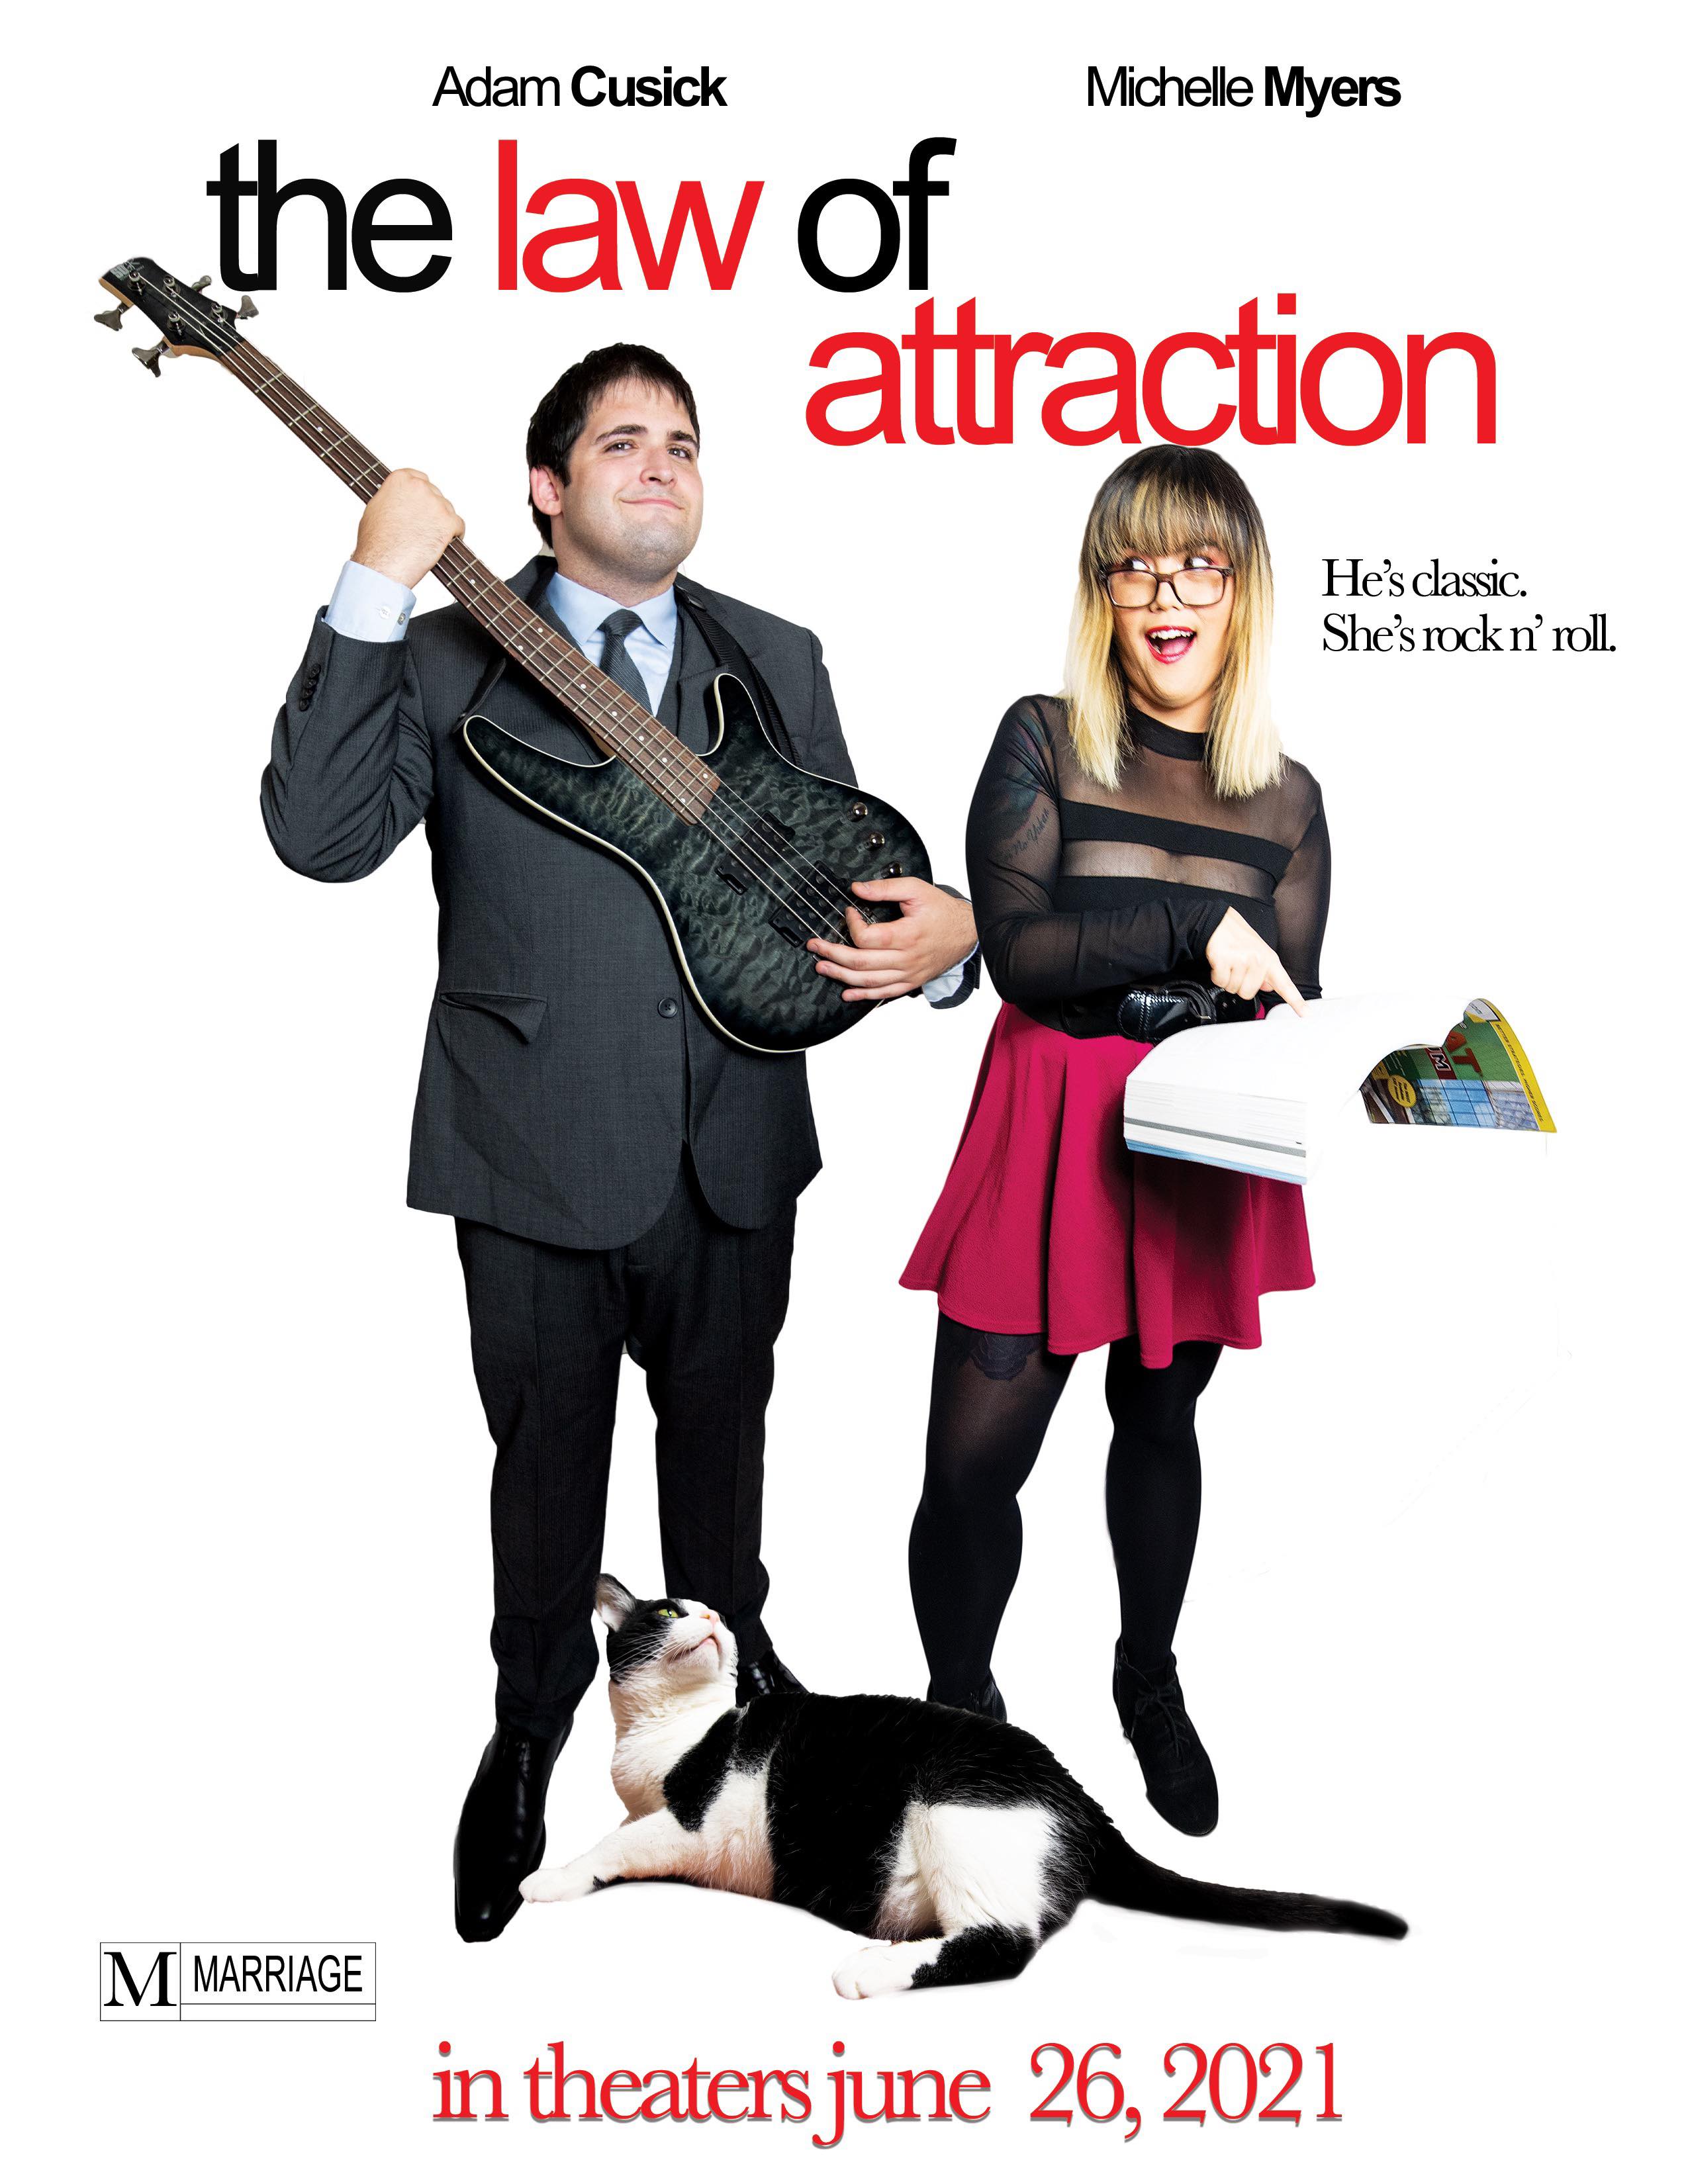 Adam Cusick
Michelle Myers
the law of
attraction
He's classic.
She's rock n' roll.
M MARRIAGE
in theaters june 26, 2021